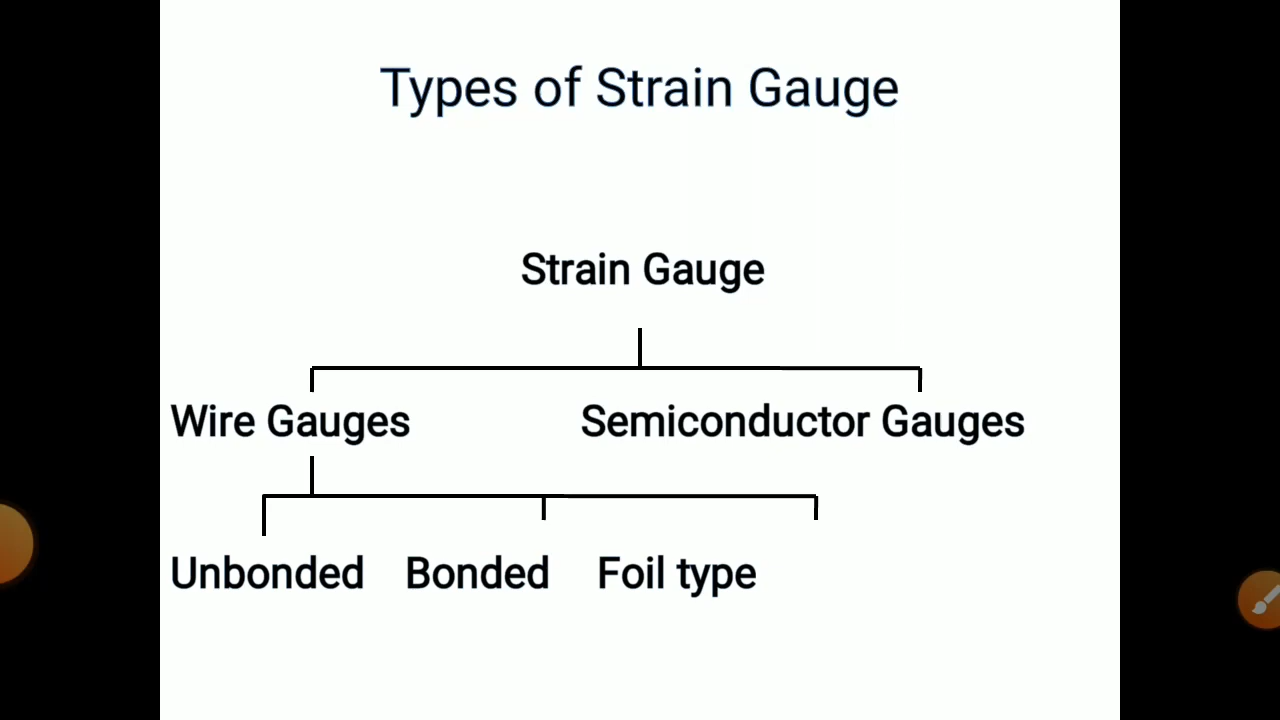 Types of Strain Gauge
Strain Gauge
Wire Gauges Semiconductor Gauges
Unbonded Bonded Foil type